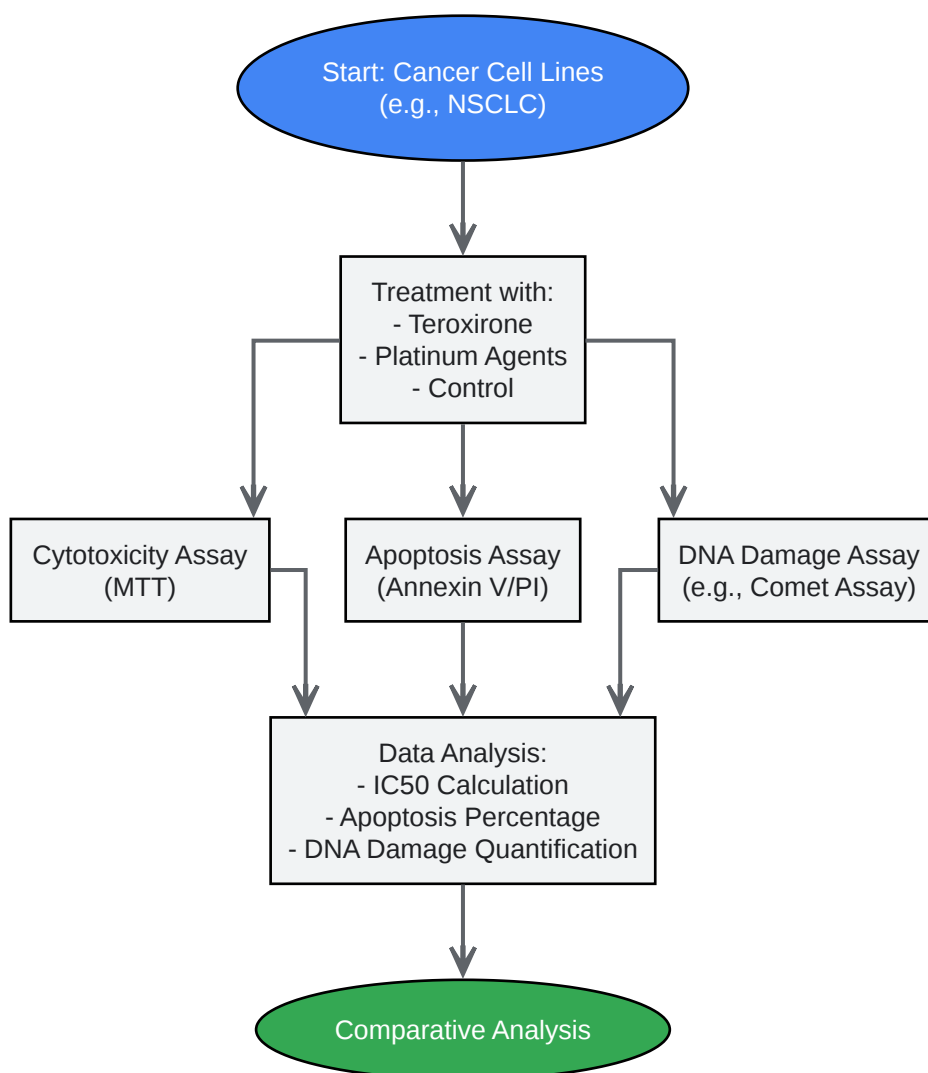 Start: Cancer Cell Lines
(e.g., NSCLC)
Treatment with:
- Teroxirone
- Platinum Agents
- Control
Cytotoxicity Assay
(MTT)
Apoptosis Assay
(Annexin V/PI)
DNA Damage Assay
(e.g., Comet Assay)
Data Analysis:
- IC50 Calculation
- Apoptosis Percentage
- DNA Damage Quantification
Comparative Analysis